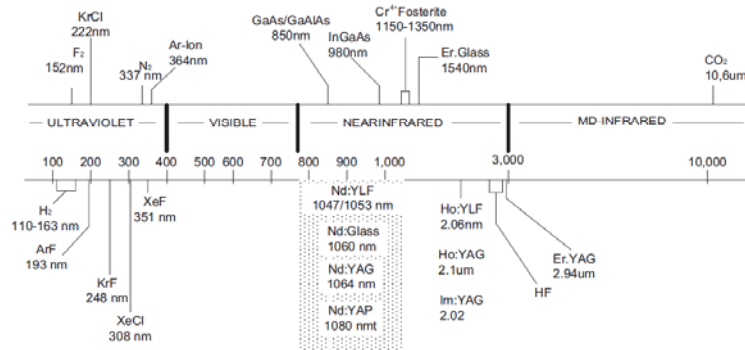 KrCl
222nm
F₂
152nm
N₂
337 nm
Ar-Ion
364nm
GaAs/GaAlAs
850nm
InGaAs
980nm
Cr⁴⁺Fosterite
1150-1350nm
Er.Glass
1540nm
CO₂
10,6um
ULTRAVIOLET
VISIBLE
NEARINFRARED
MD-INFRARED
100 200 300 400 500 600 700 800 900 1,000 3,000 10,000
H₂
110-163 nm
ArF
193 nm
KrF
248 nm
XeCl
308 nm
XeF
351 nm
Nd:YLF
1047/1053 nm
Nd:Glass
1060 nm
Nd:YAG
1064 nm
Nd:YAP
1080 nmt
Ho:YLF
2.06nm
Ho:YAG
2.1um
Im:YAG
2.02
HF
Er.YAG
2.94um